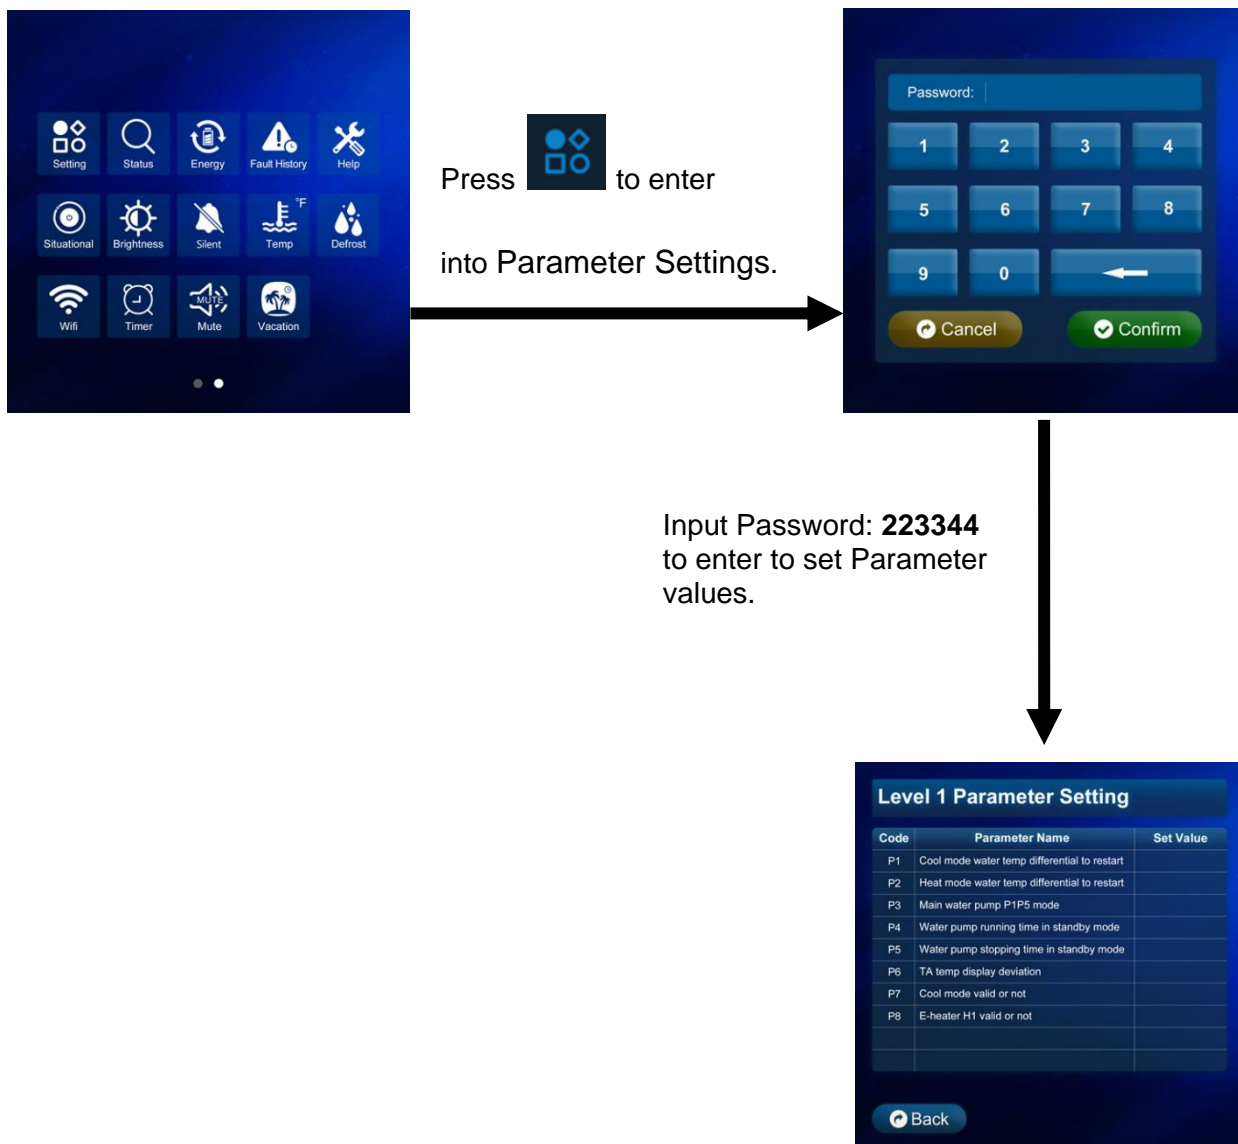 Setting
Status
Energy
Fault History
Help
Situational
Brightness
Silent
°F
Temp
Defrost
Wifi
Timer
MUTE
Mute
Vacation
Press to enter
into Parameter Settings.
Password:
1 2 3 4
5 6 7 8
9 0
Cancel Confirm
Input Password: 223344
to enter to set Parameter
values.
Level 1 Parameter Setting
Code Parameter Name Set Value
P1 Cool mode water temp differential to restart
P2 Heat mode water temp differential to restart
P3 Main water pump P1P5 mode
P4 Water pump running time in standby mode
P5 Water pump stopping time in standby mode
P6 TA temp display deviation
P7 Cool mode valid or not
P8 E-heater H1 valid or not
Back